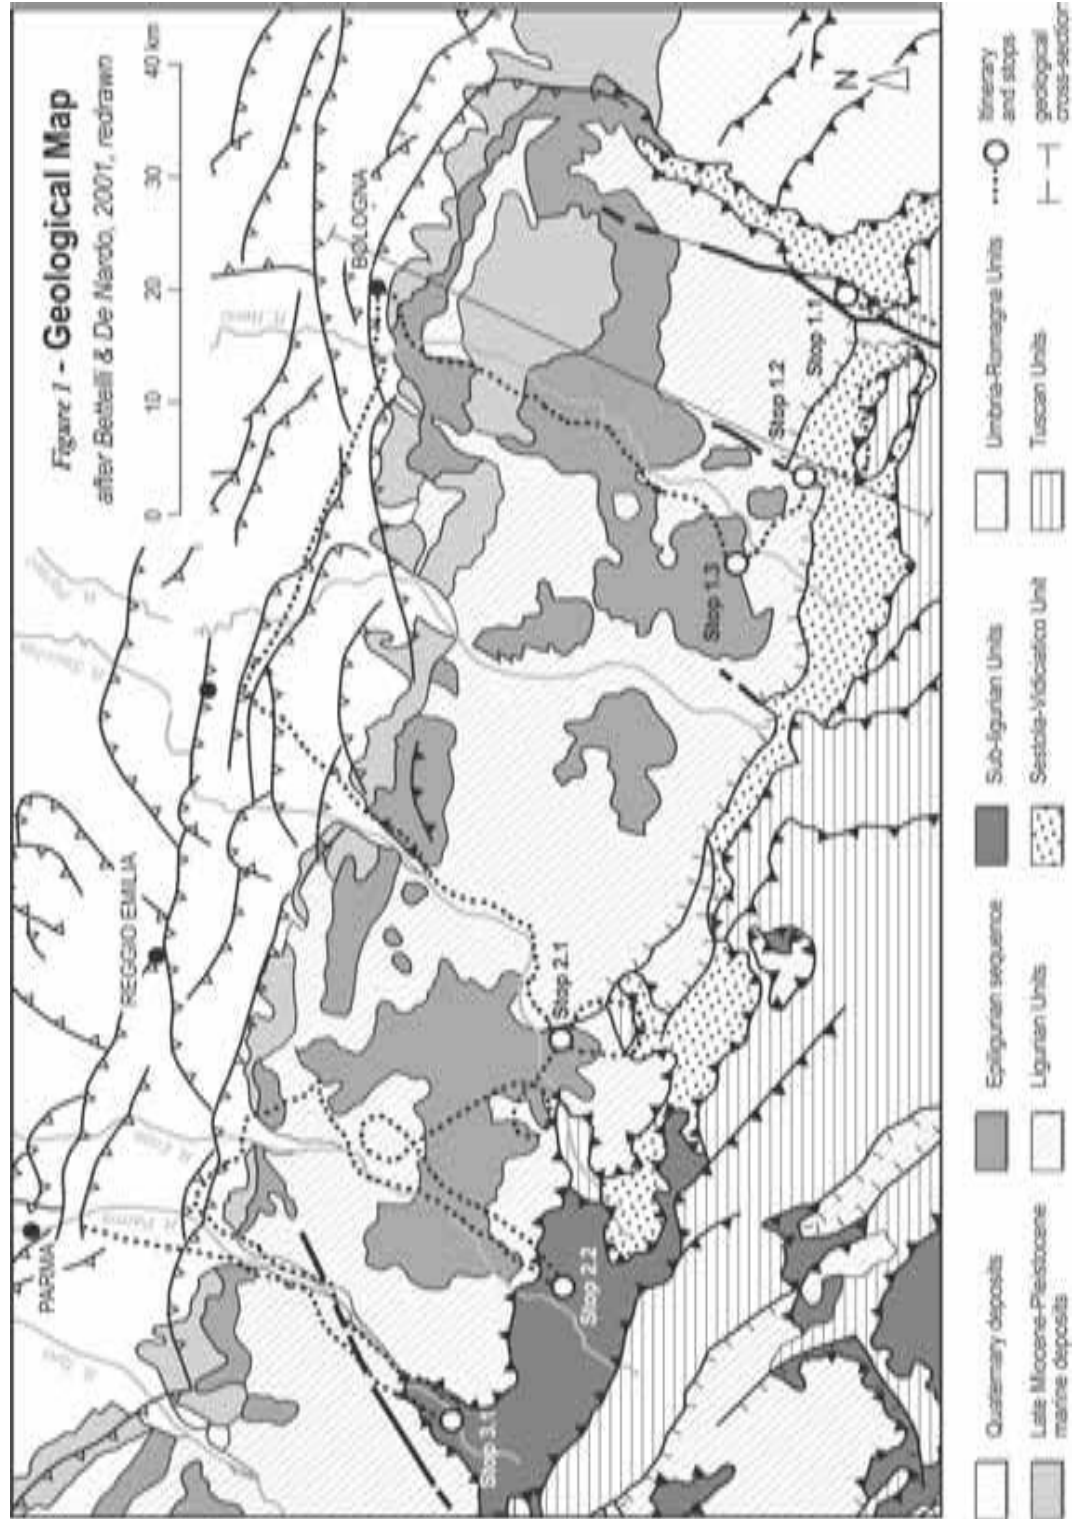 Figure 1 - Geological Map
after Bettelli & De Nardo, 2001, redrawn
0 10 20 30 40 km
PARMA
REGGIO EMILIA
BOLOGNA
N
R. Parma
R. Enza
R. Reno
Stop 1.1
Stop 1.2
Stop 1.3
Stop 2.1
Stop 2.2
Stop 3.1
Quaternary deposits
Late Miocene-Pleistocene
marine deposits
Epiligurian sequence
Ligurian Units
Sub-ligurian Units
Sestola-Vidiciatico Unit
Umbria-Romagna Units
Tuscan Units
Itinerary
and stops
geological
cross-section